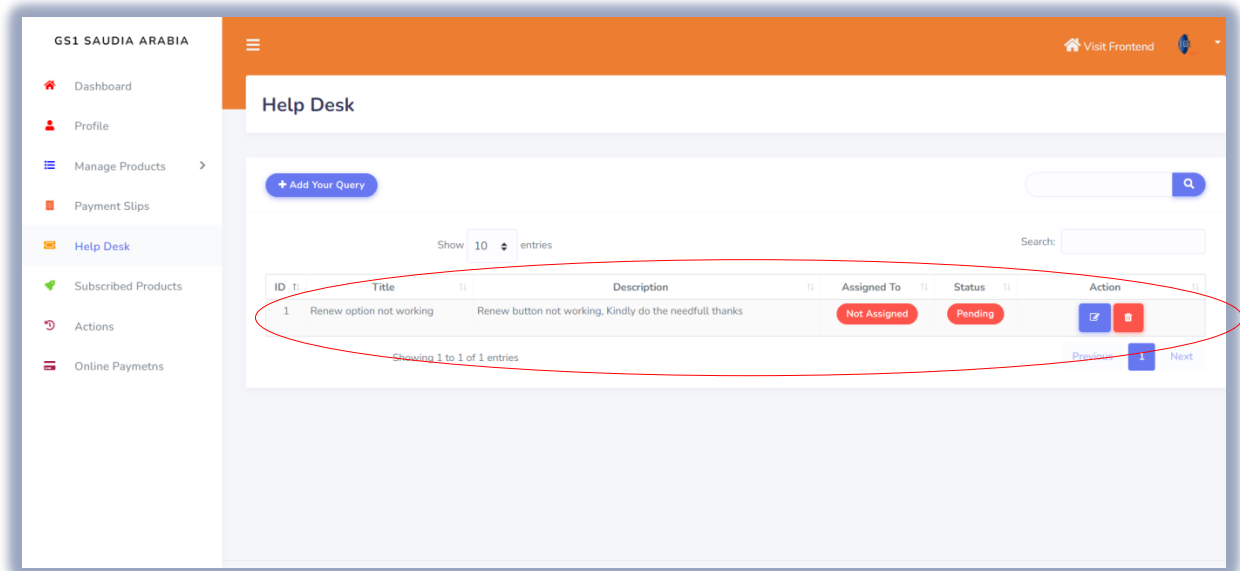 GS1 SAUDIA ARABIA
Visit Frontend
Dashboard
Profile
Manage Products
Payment Slips
Help Desk
Subscribed Products
Actions
Online Paymetns
Help Desk
+ Add Your Query
Show 10 entries
Search:
ID Title Description Assigned To Status Action
1 Renew option not working Renew button not working, Kindly do the needfull thanks Not Assigned Pending
Showing 1 to 1 of 1 entries
Previous 1 Next